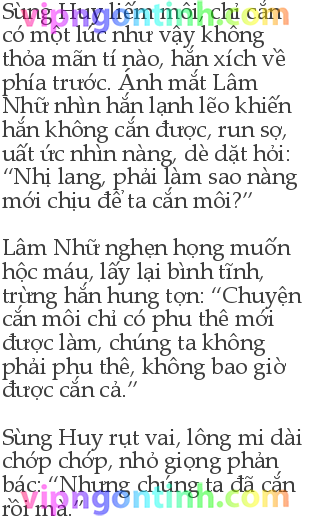 Sùng Huy liếm môi, chỉ cắn
có một lúc như vậy không
thỏa mãn tí nào, hắn xích về
phía trước. Ánh mắt Lâm
Nhữ nhìn hắn lạnh lẽo khiến
hắn không cắn được, run sợ,
uất ức nhìn nàng, dè dặt hỏi:
“Nhị lang, phải làm sao nàng
mới chịu để ta cắn môi?”
Lâm Nhữ nghẹn họng muốn
hộc máu, lấy lại bình tĩnh,
trừng hắn hung tợn: “Chuyện
cắn môi chỉ có phu thê mới
được làm, chúng ta không
phải phu thê, không bao giờ
được cắn cả.”
Sùng Huy rụt vai, lông mi dài
chớp chớp, nhỏ giọng phản
bác: “Nhưng chúng ta đã cắn
rồi mà.”
vipngontinh.com
vipngontinh.com